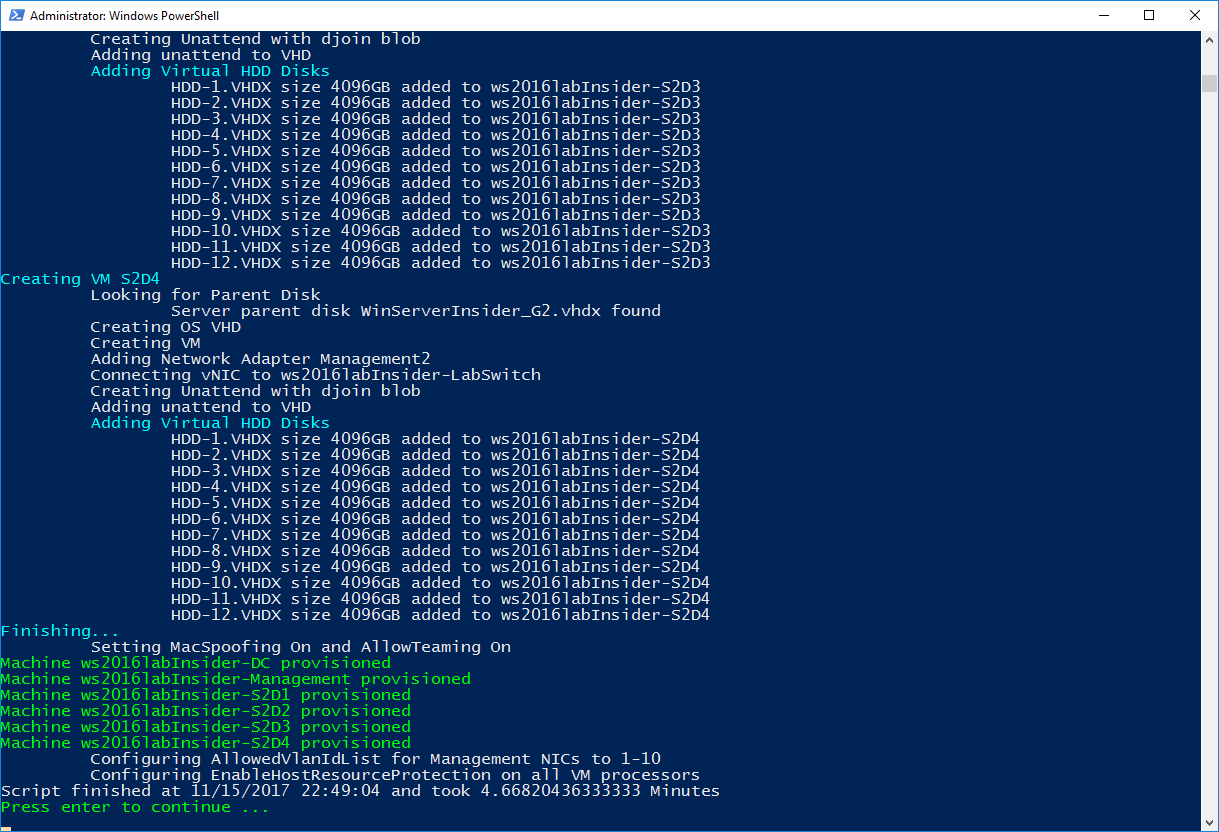 Administrator: Windows PowerShell
Creating Unattend with djoin blob
Adding unattend to VHD
Adding Virtual HDD Disks
HDD-1.VHDX size 4096GB added to ws2016labInsider-S2D3
HDD-2.VHDX size 4096GB added to ws2016labInsider-S2D3
HDD-3.VHDX size 4096GB added to ws2016labInsider-S2D3
HDD-4.VHDX size 4096GB added to ws2016labInsider-S2D3
HDD-5.VHDX size 4096GB added to ws2016labInsider-S2D3
HDD-6.VHDX size 4096GB added to ws2016labInsider-S2D3
HDD-7.VHDX size 4096GB added to ws2016labInsider-S2D3
HDD-8.VHDX size 4096GB added to ws2016labInsider-S2D3
HDD-9.VHDX size 4096GB added to ws2016labInsider-S2D3
HDD-10.VHDX size 4096GB added to ws2016labInsider-S2D3
HDD-11.VHDX size 4096GB added to ws2016labInsider-S2D3
HDD-12.VHDX size 4096GB added to ws2016labInsider-S2D3
Creating VM S2D4
Looking for Parent Disk
Server parent disk WinServerInsider_G2.vhdx found
Creating OS VHD
Creating VM
Adding Network Adapter Management2
Connecting vNIC to ws2016labInsider-LabSwitch
Creating Unattend with djoin blob
Adding unattend to VHD
Adding Virtual HDD Disks
HDD-1.VHDX size 4096GB added to ws2016labInsider-S2D4
HDD-2.VHDX size 4096GB added to ws2016labInsider-S2D4
HDD-3.VHDX size 4096GB added to ws2016labInsider-S2D4
HDD-4.VHDX size 4096GB added to ws2016labInsider-S2D4
HDD-5.VHDX size 4096GB added to ws2016labInsider-S2D4
HDD-6.VHDX size 4096GB added to ws2016labInsider-S2D4
HDD-7.VHDX size 4096GB added to ws2016labInsider-S2D4
HDD-8.VHDX size 4096GB added to ws2016labInsider-S2D4
HDD-9.VHDX size 4096GB added to ws2016labInsider-S2D4
HDD-10.VHDX size 4096GB added to ws2016labInsider-S2D4
HDD-11.VHDX size 4096GB added to ws2016labInsider-S2D4
HDD-12.VHDX size 4096GB added to ws2016labInsider-S2D4
Finishing...
Setting MacSpoofing On and AllowTeaming On
Machine ws2016labInsider-DC provisioned
Machine ws2016labInsider-Management provisioned
Machine ws2016labInsider-S2D1 provisioned
Machine ws2016labInsider-S2D2 provisioned
Machine ws2016labInsider-S2D3 provisioned
Machine ws2016labInsider-S2D4 provisioned
Configuring AllowedVlanIdList for Management NICs to 1-10
Configuring EnableHostResourceProtection on all VM processors
Script finished at 11/15/2017 22:49:04 and took 4.66820436333333 Minutes
Press enter to continue ...